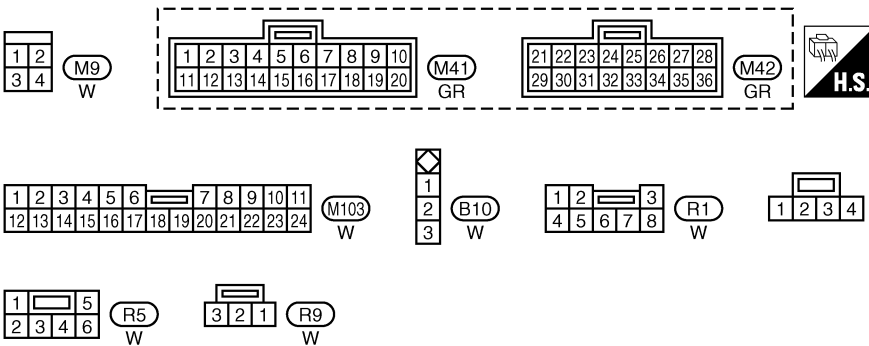 1 2
3 4
M9
W
1 2 3 4 5 6 7 8 9 10
11 12 13 14 15 16 17 18 19 20
M41
GR
21 22 23 24 25 26 27 28
29 30 31 32 33 34 35 36
M42
GR
H.S.
1 2 3 4 5 6 7 8 9 10 11
12 13 14 15 16 17 18 19 20 21 22 23 24
M103
W
1
2
3
B10
W
1 2 3
4 5 6 7 8
R1
W
1 2 3 4
1 5
2 3 4 6
R5
W
3 2 1
R9
W